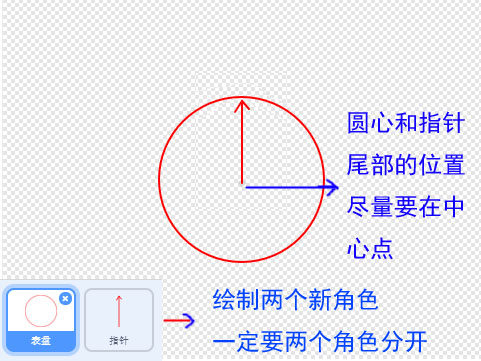 圆心和指针
尾部的位置
尽量要在中
心点
绘制两个新角色
一定要两个角色分开
表盘
指针